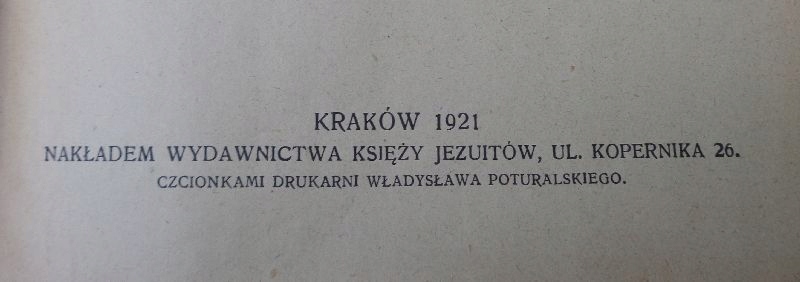 KRAKÓW 1921
NAKŁADEM WYDAWNICTWA KSIĘŻY JEZUITÓW, UL. KOPERNIKA 26.
CZCIONKAMI DRUKARNI WŁADYSŁAWA POTURALSKIEGO.